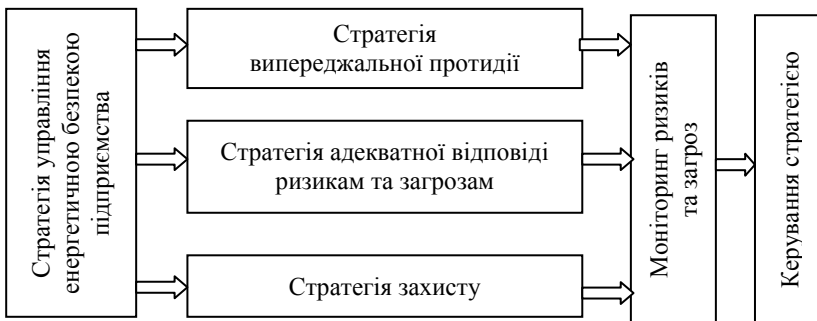 Стратегія управління
енергетичною безпекою
підприємства
Стратегія
випереджальної протидії
Стратегія адекватної відповіді
ризикам та загрозам
Стратегія захисту
Моніторинг ризиків
та загроз
Керування стратегією